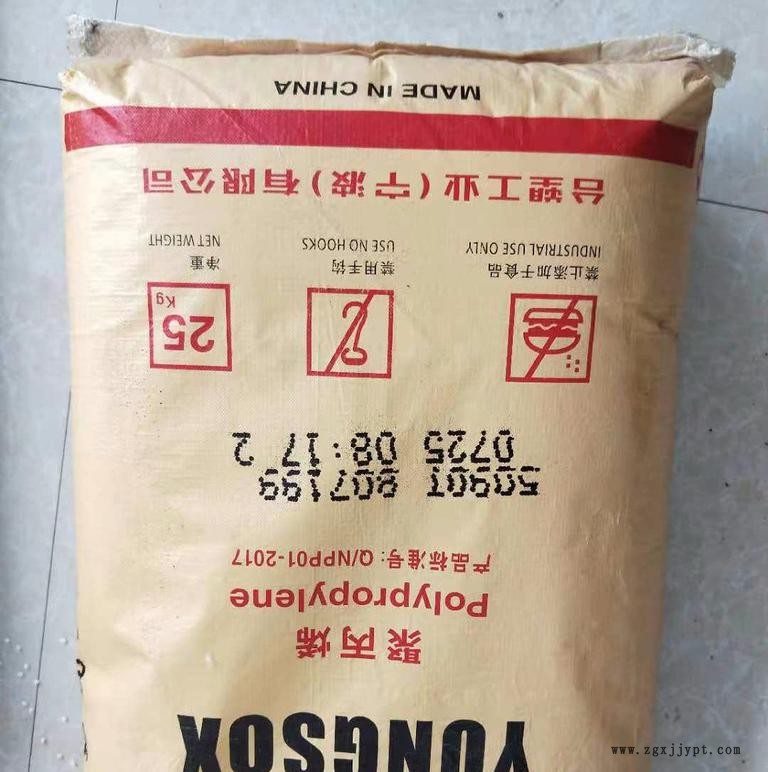 YUNGSOX
聚丙烯
Polypropylene
产品标准号: Q/NPP01-2017
5090T 807199
0725 08:17 2
25 Kg
禁止添加于食品 禁用手钩 净重
INDUSTRIAL USE ONLY USE NO HOOKS NET WEIGHT
台塑工业(宁波)有限公司
MADE IN CHINA
www.zgxjjypt.com